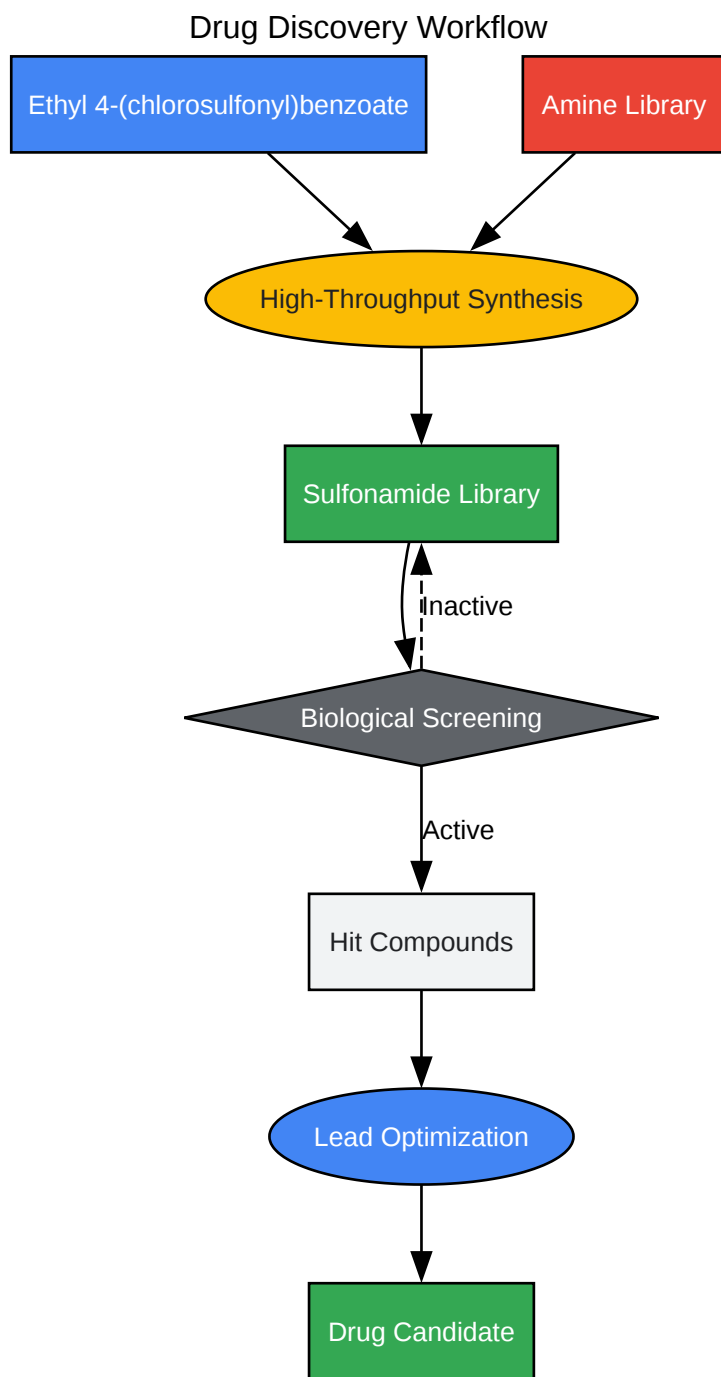 Drug Discovery Workflow
Ethyl 4-(chlorosulfonyl)benzoate
Amine Library
High-Throughput Synthesis
Sulfonamide Library
Inactive
Biological Screening
Active
Hit Compounds
Lead Optimization
Drug Candidate